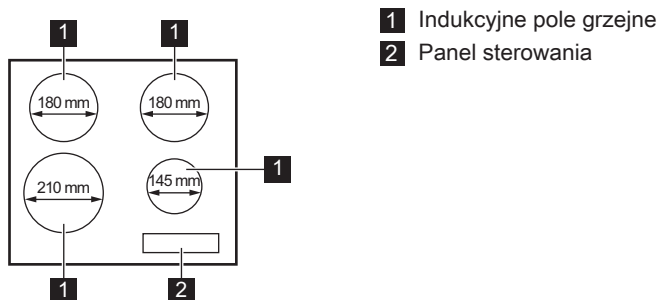 1 1
180 mm 180 mm
210 mm 145 mm
1
1 2
1 Indukcyjne pole grzejne
2 Panel sterowania